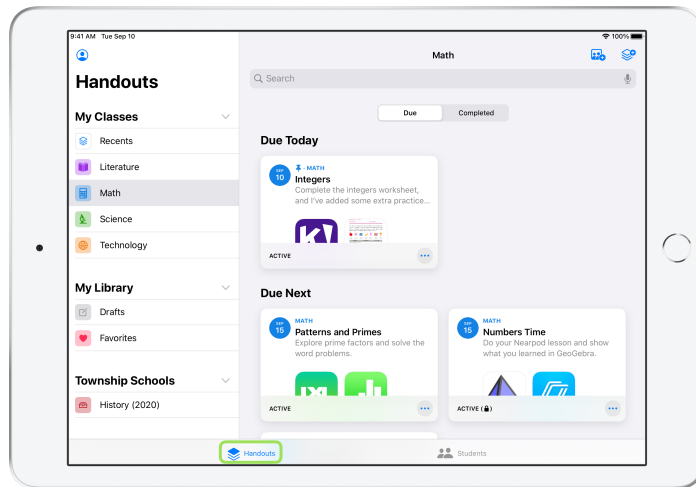 9:41 AM Tue Sep 10
100%
Handouts
My Classes
Recents
Literature
Math
Science
Technology
My Library
Drafts
Favorites
Township Schools
History (2020)
Math
Search
Due
Completed
Due Today
SEP
10
- MATH
Integers
Complete the integers worksheet,
and I've added some extra practice...
K!
ACTIVE
Due Next
SEP
15
MATH
Patterns and Primes
Explore prime factors and solve the
word problems.
IXL
ACTIVE
SEP
15
MATH
Numbers Time
Do your Nearpod lesson and show
what you learned in GeoGebra.
ACTIVE ( )
Handouts
Students